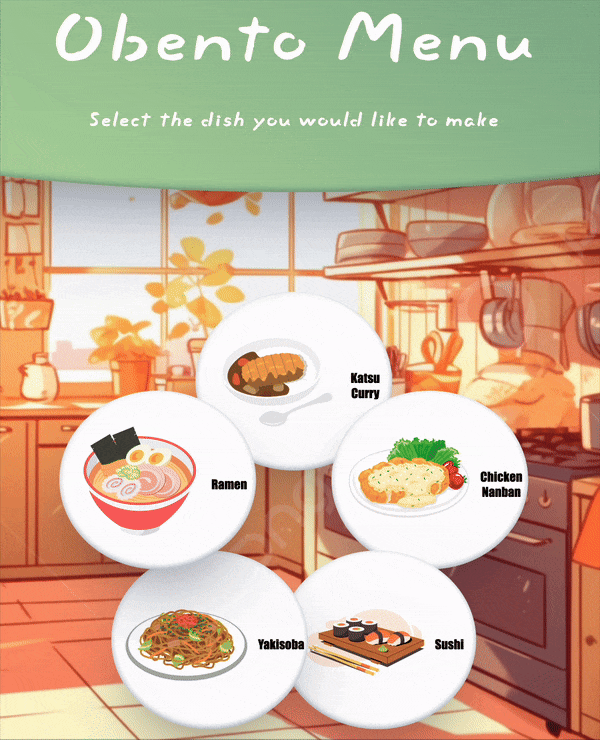 Obento Menu
Select the dish you would like to make
Katsu
Curry
Ramen
Chicken
Nanban
Yakisoba
Sushi